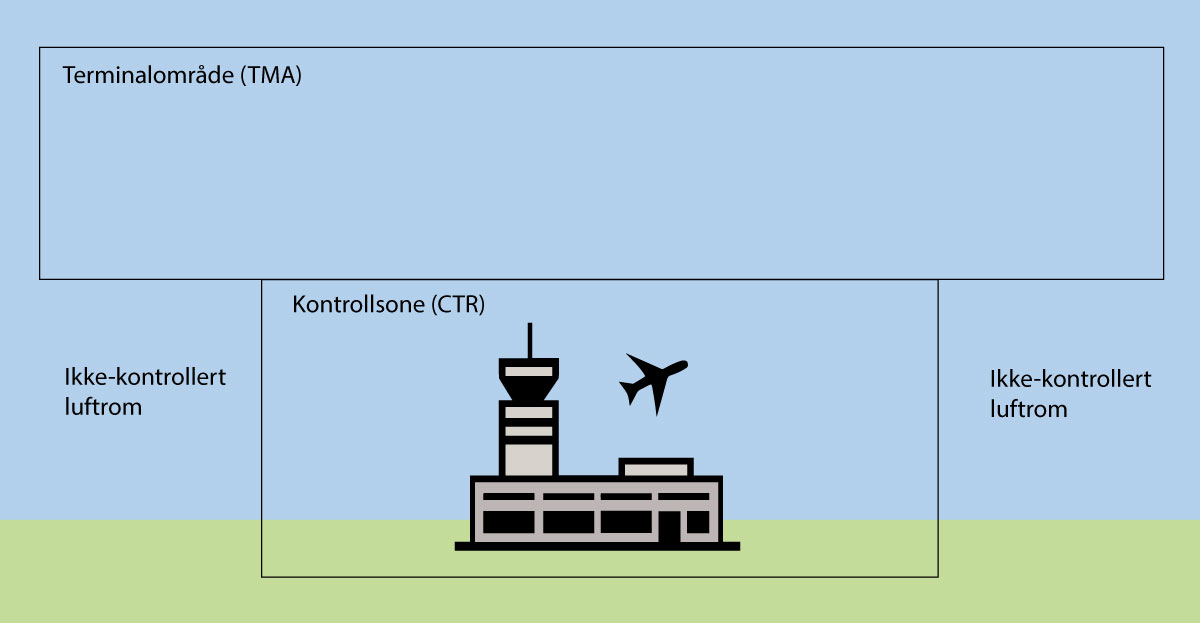 Terminalområde (TMA)
Kontrollsone (CTR)
Ikke-kontrollert
luftrom
Ikke-kontrollert
luftrom